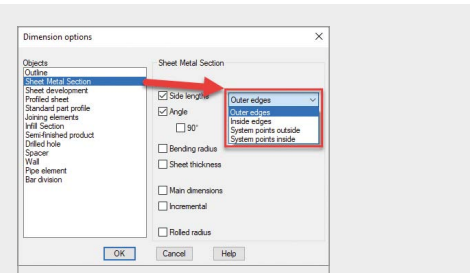 Dimension options
Objects
Outline
Sheet Metal Section
Sheet development
Profiled sheet
Standard part profile
Joining elements
Infill Section
Semi-finished product
Drilled hole
Spacer
Wall
Pipe element
Bar division
Sheet Metal Section
Side lengths
Outer edges
Outer edges
Inside edges
System points outside
System points inside
Angle
90°
Bending radius
Sheet thickness
Main dimensions
Incremental
Rolled radius
OK
Cancel
Help